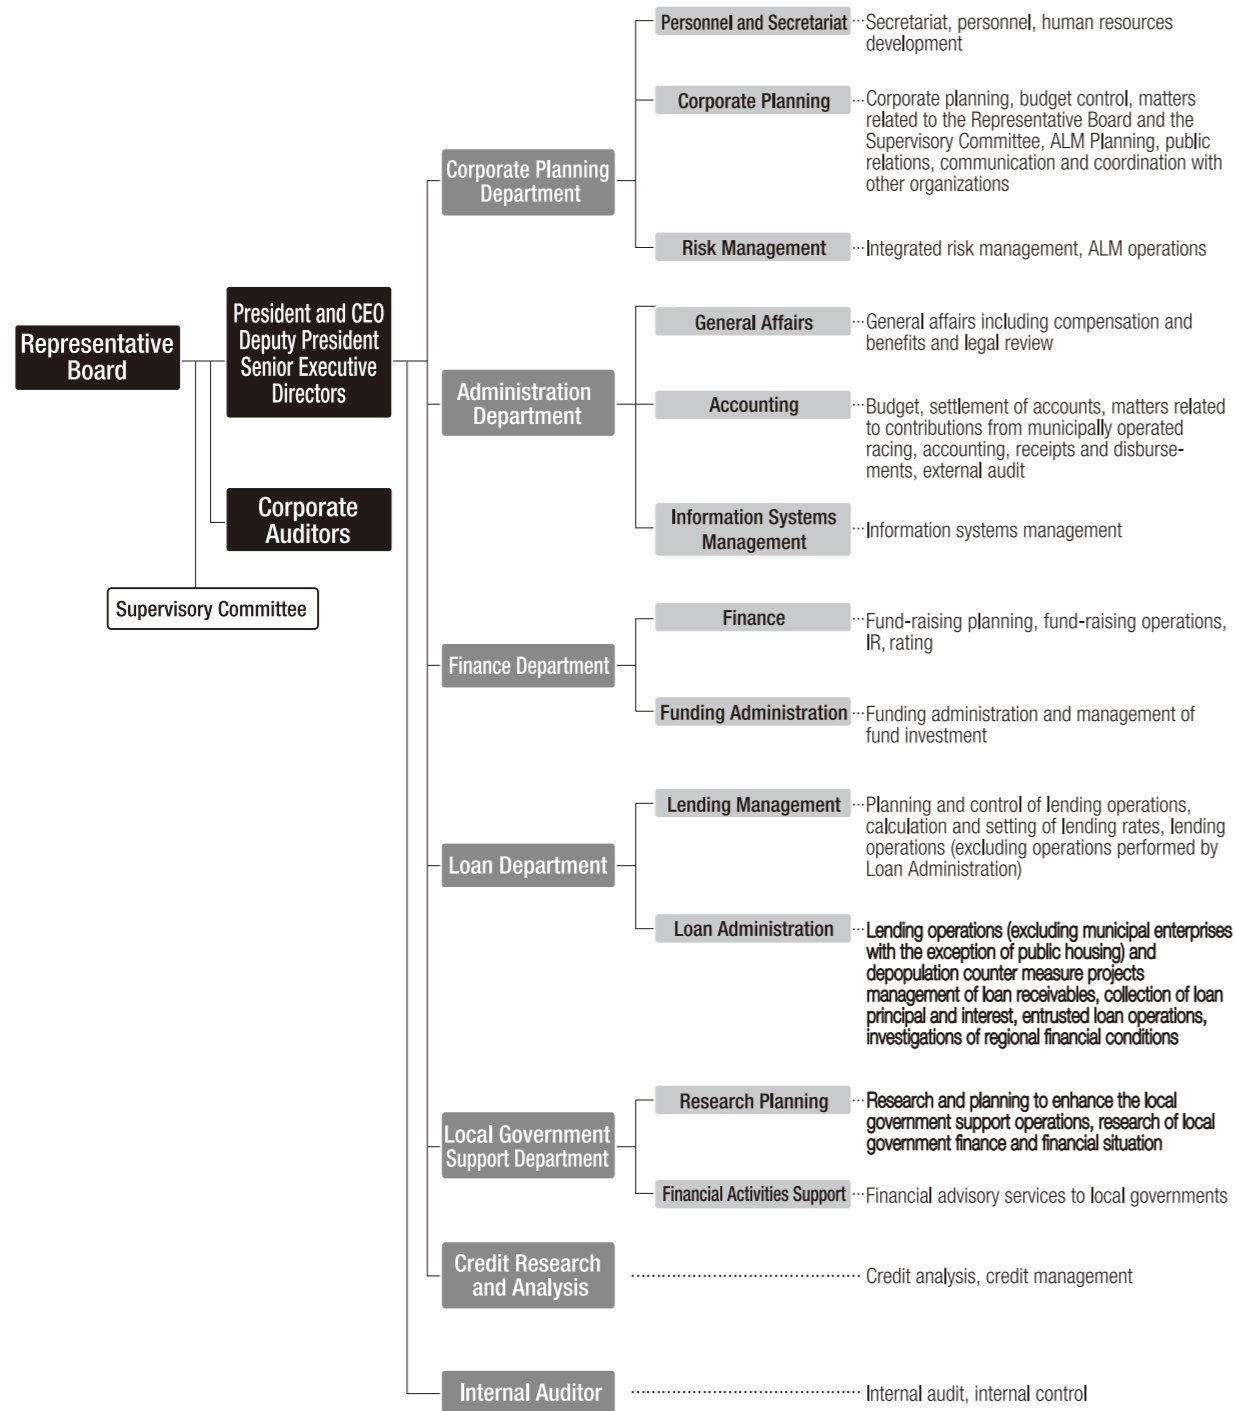 Representative
Board
President and CEO
Deputy President
Senior Executive
Directors
Corporate
Auditors
Supervisory Committee
Corporate Planning
Department
Personnel and Secretariat
Secretariat, personnel, human resources
development
Corporate Planning
Corporate planning, budget control, matters
related to the Representative Board and the
Supervisory Committee, ALM Planning, public
relations, communication and coordination with
other organizations
Risk Management
Integrated risk management, ALM operations
Administration
Department
General Affairs
General affairs including compensation and
benefits and legal review
Accounting
Budget, settlement of accounts, matters related
to contributions from municipally operated
racing, accounting, receipts and disburse-
ments, external audit
Information Systems
Management
Information systems management
Finance Department
Finance
Fund-raising planning, fund-raising operations,
IR, rating
Funding Administration
Funding administration and management of
fund investment
Loan Department
Lending Management
Planning and control of lending operations,
calculation and setting of lending rates, lending
operations (excluding operations performed by
Loan Administration)
Loan Administration
Lending operations (excluding municipal enterprises
with the exception of public housing) and
depopulation counter measure projects
management of loan receivables, collection of loan
principal and interest, entrusted loan operations,
investigations of regional financial conditions
Local Government
Support Department
Research Planning
Research and planning to enhance the local
government support operations, research of local
government finance and financial situation
Financial Activities Support
Financial advisory services to local governments
Credit Research
and Analysis
Credit analysis, credit management
Internal Auditor
Internal audit, internal control